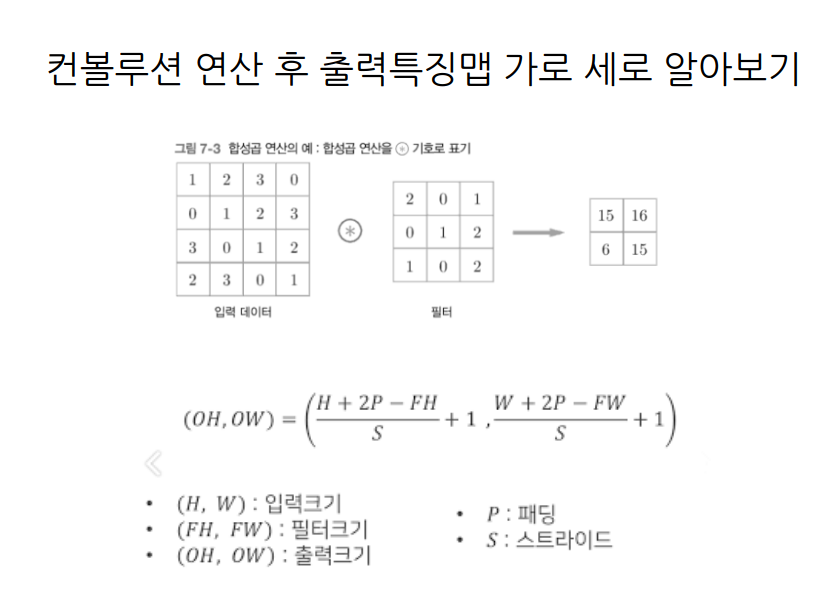 컨볼루션 연산 후 출력특징맵 가로 세로 알아보기
그림 7-3 합성곱 연산의 예 : 합성곱 연산을 ⊛ 기호로 표기
1 2 3 0
0 1 2 3
3 0 1 2
2 3 0 1
입력 데이터
⊛
2 0 1
0 1 2
1 0 2
필터
15 16
6 15
(OH, OW) = ( (H + 2P − FH)/S + 1 , (W + 2P − FW)/S + 1 )
• (H, W) : 입력크기
• (FH, FW) : 필터크기
• (OH, OW) : 출력크기
• P : 패딩
• S : 스트라이드